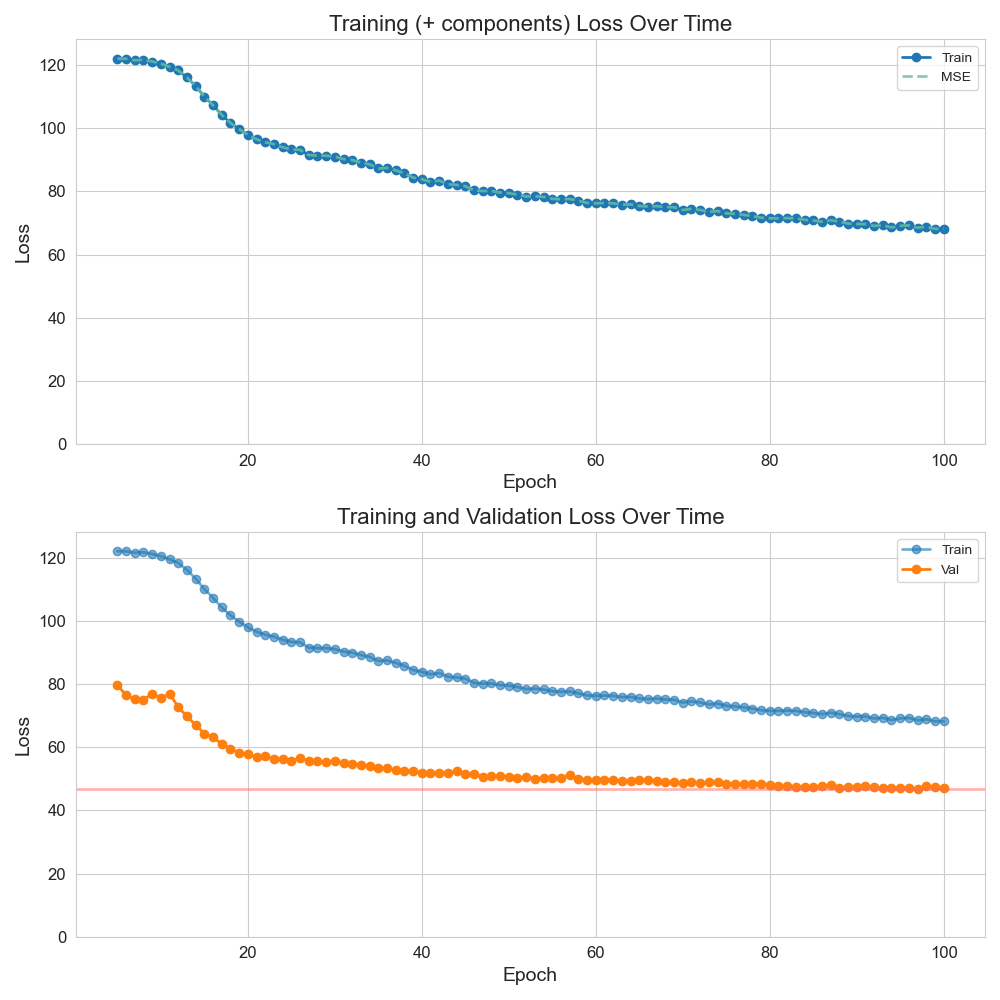 Training (+ components) Loss Over Time
Train
MSE
120
100
80
60
40
20
0
Loss
20 40 60 80 100
Epoch
Training and Validation Loss Over Time
Train
Val
120
100
80
60
40
20
0
Loss
20 40 60 80 100
Epoch